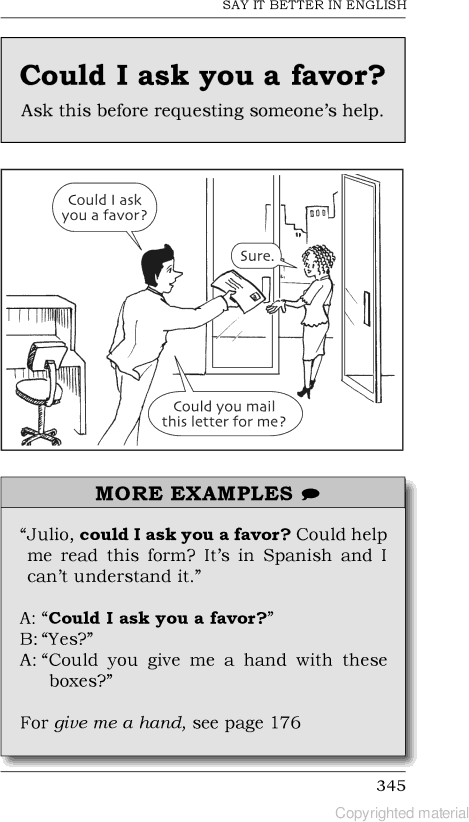 SAY IT BETTER IN ENGLISH
Could I ask you a favor?
Ask this before requesting someone's help.
Could I ask
you a favor?
Sure.
Could you mail
this letter for me?
MORE EXAMPLES
“Julio, could I ask you a favor? Could help
me read this form? It's in Spanish and I
can't understand it.”
A: “Could I ask you a favor?”
B: “Yes?”
A: “Could you give me a hand with these
boxes?”
For give me a hand, see page 176
345
Copyrighted material